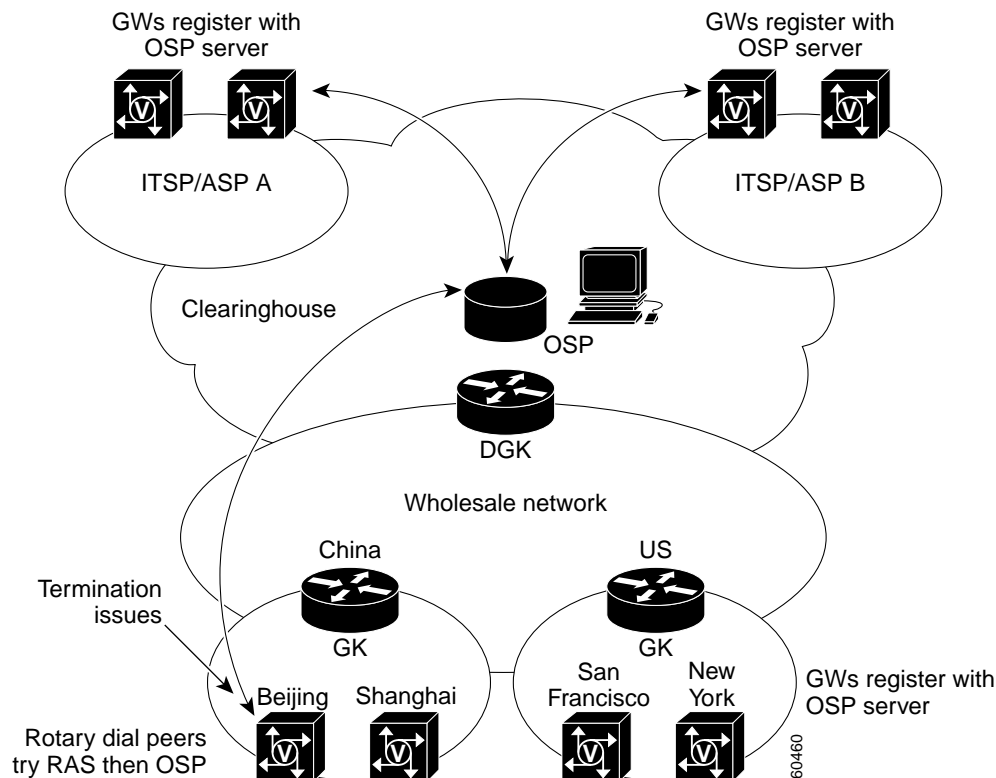 GWs register with
OSP server
GWs register with
OSP server
V
V
V
V
ITSP/ASP A
ITSP/ASP B
Clearinghouse
OSP
DGK
Wholesale network
China
US
Termination
issues
GK
GK
Beijing
Shanghai
San
Francisco
New
York
GWs register with
OSP server
Rotary dial peers
try RAS then OSP
V
V
V
V
60460